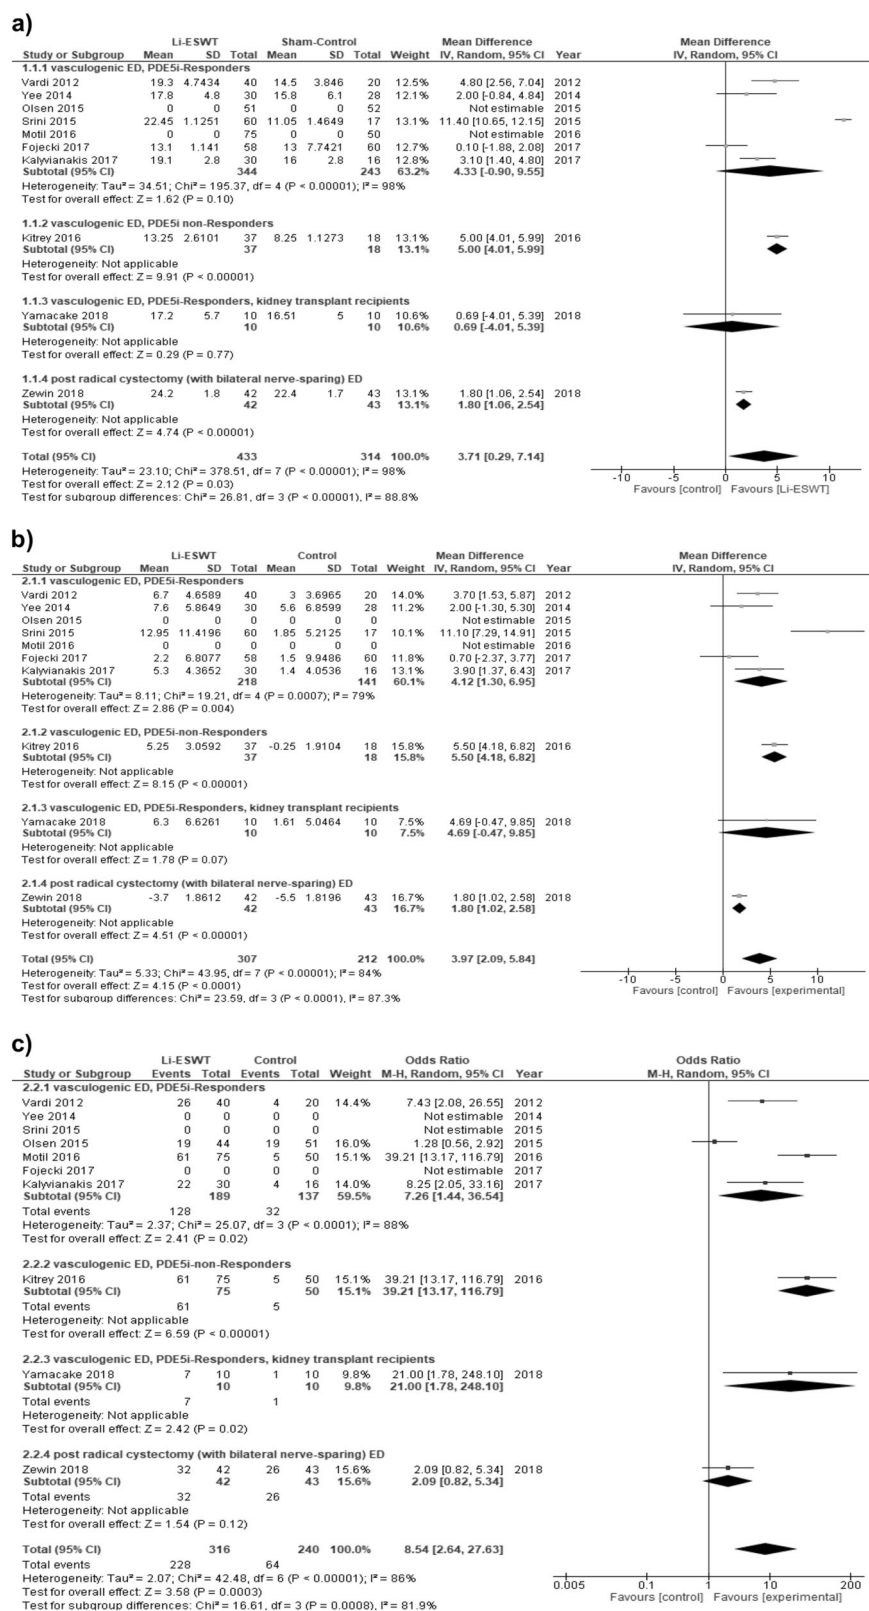 a)
Li-ESWT Sham-Control Mean Difference Mean Difference
Study or Subgroup Mean SD Total Mean SD Total Weight IV, Random, 95% CI Year IV, Random, 95% CI
1.1.1 vasculogenic ED, PDE5i-Responders
Vardi 2012 19.3 4.7434 40 14.5 3.846 20 12.5% 4.80 [2.56, 7.04] 2012
Yee 2014 17.8 4.8 30 15.8 6.1 28 12.1% 2.00 [-0.84, 4.84] 2014
Olsen 2015 0 0 51 0 0 52 Not estimable 2015
Srini 2015 22.45 1.1251 60 11.05 1.4649 17 13.1% 11.40 [10.65, 12.15] 2015
Motil 2016 0 0 75 0 0 50 Not estimable 2016
Fojecki 2017 13.1 1.141 58 13 7.7421 60 12.8% 0.10 [-1.88, 2.08] 2017
Kalyvianakis 2017 19.1 2.8 30 16 2.8 16 12.8% 3.10 [1.40, 4.80] 2017
Subtotal (95% CI) 344 243 63.2% 4.33 [-0.90, 9.55]
Heterogeneity: Tau² = 34.51; Chi² = 195.37, df = 4 (P < 0.00001); I² = 98%
Test for overall effect: Z = 1.62 (P = 0.10)
1.1.2 vasculogenic ED, PDE5i non-Responders
Kitrey 2016 13.25 2.6101 37 8.25 1.1273 18 13.1% 5.00 [4.01, 5.99] 2016
Subtotal (95% CI) 37 18 13.1% 5.00 [4.01, 5.99]
Heterogeneity: Not applicable
Test for overall effect: Z = 9.91 (P < 0.00001)
1.1.3 vasculogenic ED, PDE5i-Responders, kidney transplant recipients
Yamacake 2018 17.2 5.7 10 16.51 5 10 10.6% 0.69 [-4.01, 5.39] 2018
Subtotal (95% CI) 10 10 10.6% 0.69 [-4.01, 5.39]
Heterogeneity: Not applicable
Test for overall effect: Z = 0.29 (P = 0.77)
1.1.4 post radical cystectomy (with bilateral nerve-sparing) ED
Zewin 2018 24.2 1.8 42 22.4 1.7 43 13.1% 1.80 [1.06, 2.54] 2018
Subtotal (95% CI) 42 43 13.1% 1.80 [1.06, 2.54]
Heterogeneity: Not applicable
Test for overall effect: Z = 4.74 (P < 0.00001)
Total (95% CI) 433 314 100.0% 3.71 [0.29, 7.14]
Heterogeneity: Tau² = 23.10; Chi² = 378.51, df = 7 (P < 0.00001); I² = 98%
Test for overall effect: Z = 2.12 (P = 0.03)
Test for subgroup differences: Chi² = 26.81, df = 3 (P < 0.00001), I² = 88.8%
-10 -5 0 5 10
Favours [control] Favours [Li-ESWT]
b)
Li-ESWT Control Mean Difference Mean Difference
Study or Subgroup Mean SD Total Mean SD Total Weight IV, Random, 95% CI Year IV, Random, 95% CI
2.1.1 vasculogenic ED, PDE5i-Responders
Vardi 2012 6.7 4.6589 40 3 3.6965 20 14.0% 3.70 [1.53, 5.87] 2012
Yee 2014 7.6 5.8649 30 5.6 6.8599 28 11.2% 2.00 [-1.30, 5.30] 2014
Olsen 2015 0 0 0 0 0 0 Not estimable 2015
Srini 2015 12.95 11.4196 60 1.85 5.2125 17 10.1% 11.10 [7.29, 14.91] 2015
Motil 2016 0 0 0 0 0 0 Not estimable 2016
Fojecki 2017 2.2 6.8077 58 1.5 9.9486 60 11.8% 0.70 [-2.37, 3.77] 2017
Kalyvianakis 2017 5.3 4.3652 30 1.4 4.0536 16 13.1% 3.90 [1.37, 6.43] 2017
Subtotal (95% CI) 218 141 60.1% 4.12 [1.30, 6.95]
Heterogeneity: Tau² = 8.11; Chi² = 19.21, df = 4 (P = 0.0007); I² = 79%
Test for overall effect: Z = 2.86 (P = 0.004)
2.1.2 vasculogenic ED, PDE5i-non-Responders
Kitrey 2016 5.25 3.0592 37 -0.25 1.9104 18 15.8% 5.50 [4.18, 6.82] 2016
Subtotal (95% CI) 37 18 15.8% 5.50 [4.18, 6.82]
Heterogeneity: Not applicable
Test for overall effect: Z = 8.15 (P < 0.00001)
2.1.3 vasculogenic ED, PDE5i-Responders, kidney transplant recipients
Yamacake 2018 6.3 6.6261 10 1.61 5.0464 10 7.5% 4.69 [-0.47, 9.85] 2018
Subtotal (95% CI) 10 10 7.5% 4.69 [-0.47, 9.85]
Heterogeneity: Not applicable
Test for overall effect: Z = 1.78 (P = 0.07)
2.1.4 post radical cystectomy (with bilateral nerve-sparing) ED
Zewin 2018 -3.7 1.8612 42 -5.5 1.8196 43 16.7% 1.80 [1.02, 2.58] 2018
Subtotal (95% CI) 42 43 16.7% 1.80 [1.02, 2.58]
Heterogeneity: Not applicable
Test for overall effect: Z = 4.51 (P < 0.00001)
Total (95% CI) 307 212 100.0% 3.97 [2.09, 5.84]
Heterogeneity: Tau² = 5.33; Chi² = 43.95, df = 7 (P < 0.00001); I² = 84%
Test for overall effect: Z = 4.15 (P < 0.0001)
Test for subgroup differences: Chi² = 23.59, df = 3 (P < 0.0001), I² = 87.3%
-10 -5 0 5 10
Favours [control] Favours [experimental]
c)
Li-ESWT Control Odds Ratio Odds Ratio
Study or Subgroup Events Total Events Total Weight M-H, Random, 95% CI Year M-H, Random, 95% CI
2.2.1 vasculogenic ED, PDE5i-Responders
Vardi 2012 26 40 4 20 14.4% 7.43 [2.08, 26.55] 2012
Yee 2014 0 0 0 0 Not estimable 2014
Srini 2015 0 0 0 0 Not estimable 2015
Olsen 2015 19 44 19 51 16.0% 1.28 [0.56, 2.92] 2015
Motil 2016 61 75 5 50 15.1% 39.21 [13.17, 116.79] 2016
Fojecki 2017 0 0 0 0 Not estimable 2017
Kalyvianakis 2017 22 30 4 16 14.0% 8.25 [2.05, 33.16] 2017
Subtotal (95% CI) 189 137 59.5% 7.26 [1.44, 36.54]
Total events 128 32
Heterogeneity: Tau² = 2.37; Chi² = 25.07, df = 3 (P < 0.0001); I² = 88%
Test for overall effect: Z = 2.41 (P = 0.02)
2.2.2 vasculogenic ED, PDE5i-non-Responders
Kitrey 2016 61 75 5 50 15.1% 39.21 [13.17, 116.79] 2016
Subtotal (95% CI) 75 50 15.1% 39.21 [13.17, 116.79]
Total events 61 5
Heterogeneity: Not applicable
Test for overall effect: Z = 6.59 (P < 0.00001)
2.2.3 vasculogenic ED, PDE5i-Responders, kidney transplant recipients
Yamacake 2018 7 10 1 10 9.8% 21.00 [1.78, 248.10] 2018
Subtotal (95% CI) 10 10 9.8% 21.00 [1.78, 248.10]
Total events 7 1
Heterogeneity: Not applicable
Test for overall effect: Z = 2.42 (P = 0.02)
2.2.4 post radical cystectomy (with bilateral nerve-sparing) ED
Zewin 2018 32 42 26 43 15.6% 2.09 [0.82, 5.34] 2018
Subtotal (95% CI) 42 43 15.6% 2.09 [0.82, 5.34]
Total events 32 26
Heterogeneity: Not applicable
Test for overall effect: Z = 1.54 (P = 0.12)
Total (95% CI) 316 240 100.0% 8.54 [2.64, 27.63]
Total events 228 64
Heterogeneity: Tau² = 2.07; Chi² = 42.48, df = 6 (P < 0.00001); I² = 86%
Test for overall effect: Z = 3.58 (P = 0.0003)
Test for subgroup differences: Chi² = 16.61, df = 3 (P = 0.0008), I² = 81.9%
0.005 0.1 1 10 200
Favours [control] Favours [experimental]